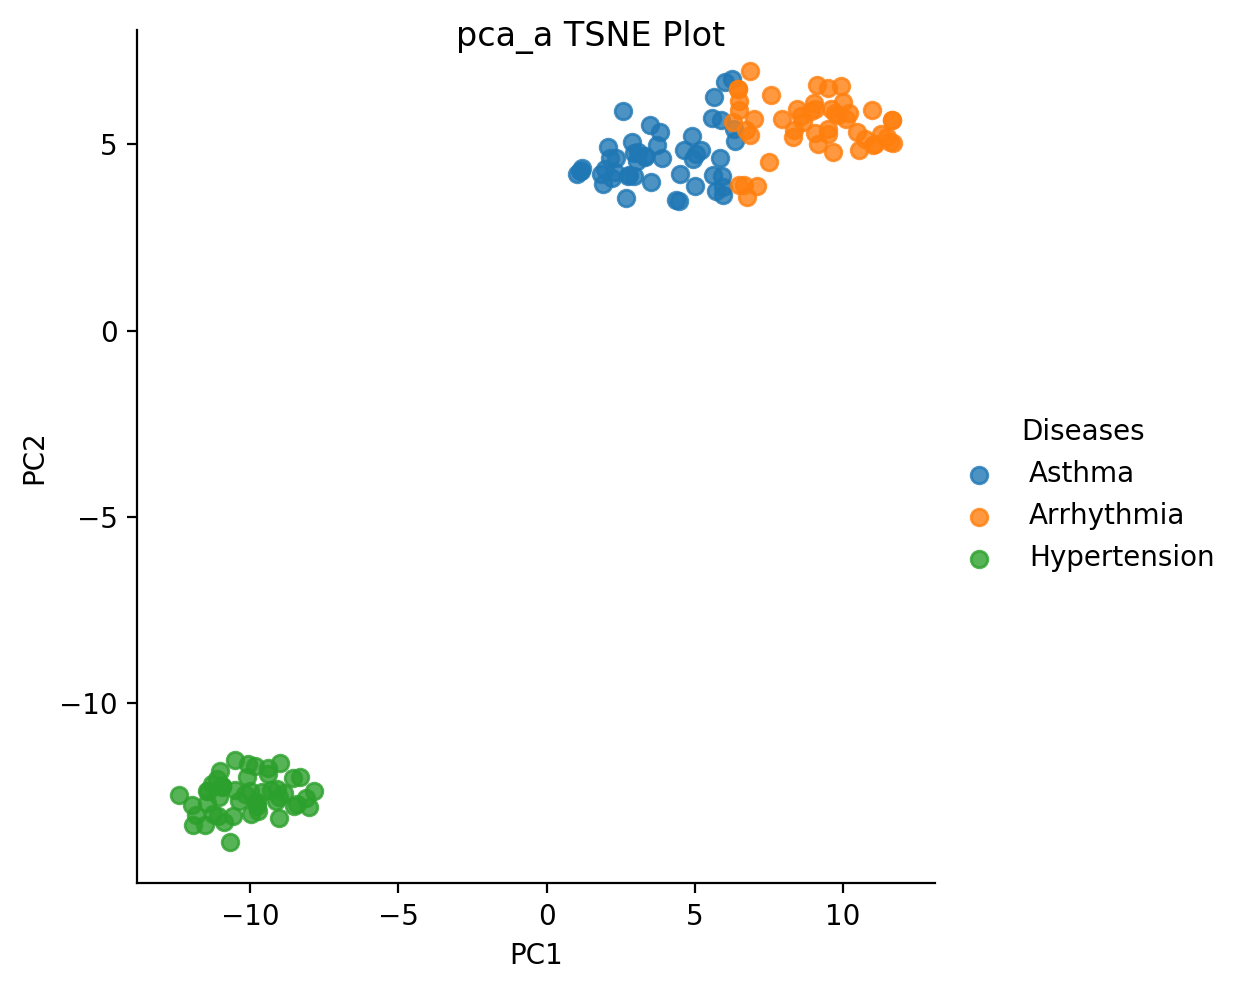 pca_a TSNE Plot
5
0
−5
−10
PC2
−10
−5
0
5
10
PC1
Diseases
Asthma
Arrhythmia
Hypertension